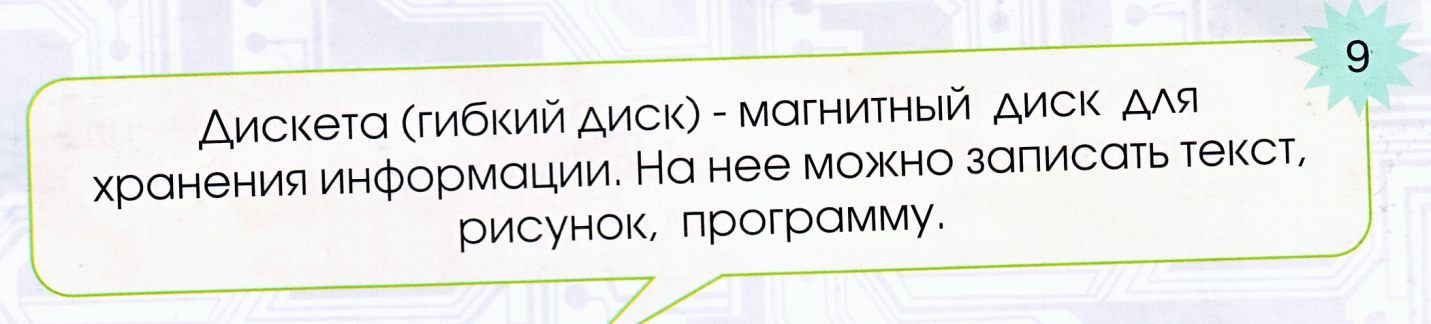 9
Дискета (гибкий диск) - магнитный диск для
хранения информации. На нее можно записать текст,
рисунок, программу.